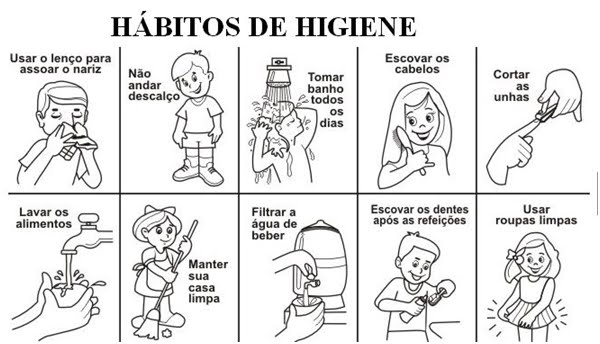 HÁBITOS DE HIGIENE
Usar o lenço para
assoar o nariz
Não
andar
descalço
Tomar
banho
todos
os
dias
Escovar os
cabelos
Cortar
as
unhas
Lavar os
alimentos
Manter
sua
casa
limpa
Filtrar a
água de
beber
Escovar os dentes
após as refeições
Usar
roupas limpas